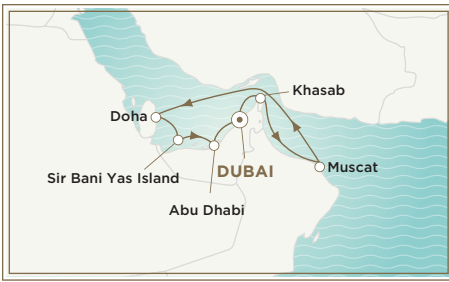 Khasab
Doha
Muscat
DUBAI
Sir Bani Yas Island
Abu Dhabi